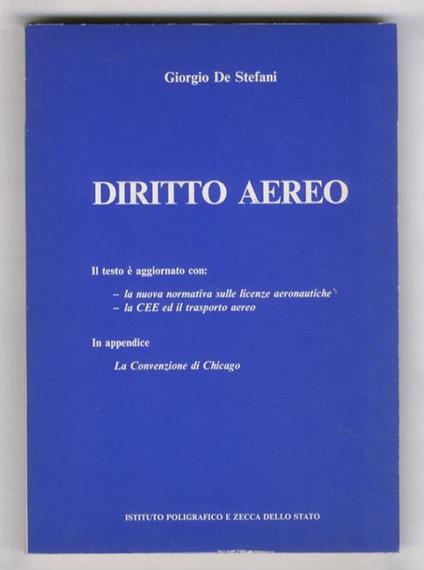 Giorgio De Stefani
DIRITTO AEREO
Il testo è aggiornato con:
– la nuova normativa sulle licenze aeronautiche
– la CEE ed il trasporto aereo
In appendice
La Convenzione di Chicago
ISTITUTO POLIGRAFICO E ZECCA DELLO STATO